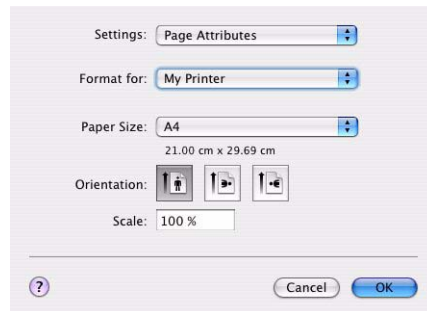 Settings: Page Attributes
Format for: My Printer
Paper Size: A4
21.00 cm x 29.69 cm
Orientation:
Scale: 100 %
? Cancel OK